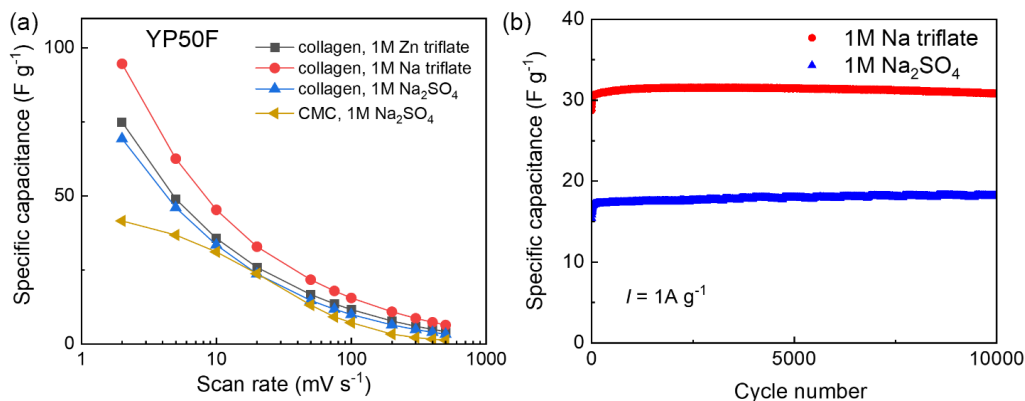 (a)
YP50F
collagen, 1M Zn triflate
collagen, 1M Na triflate
collagen, 1M Na₂SO₄
CMC, 1M Na₂SO₄
Specific capacitance (F g⁻¹)
100
50
0
1
10
100
1000
Scan rate (mV s⁻¹)
(b)
1M Na triflate
1M Na₂SO₄
Specific capacitance (F g⁻¹)
40
30
20
10
0
I = 1A g⁻¹
0
5000
10000
Cycle number